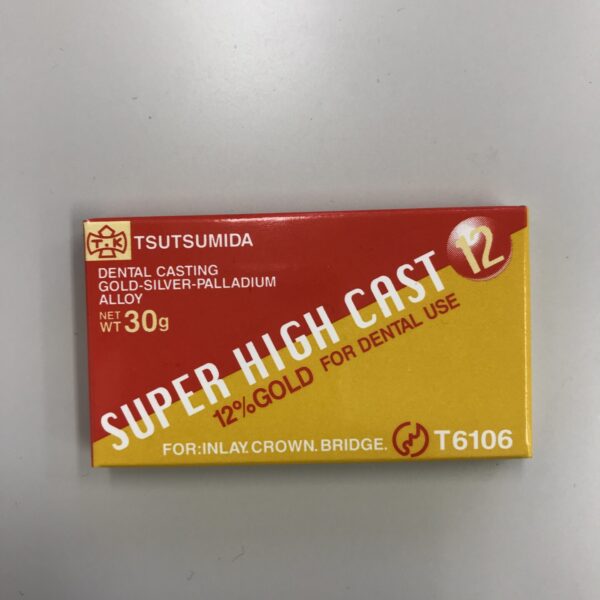 T.K
TSUTSUMIDA
DENTAL CASTING
GOLD-SILVER-PALLADIUM
ALLOY
NET
WT 30g
SUPER HIGH CAST 12
12%GOLD FOR DENTAL USE
FOR:INLAY.CROWN.BRIDGE.
T6106